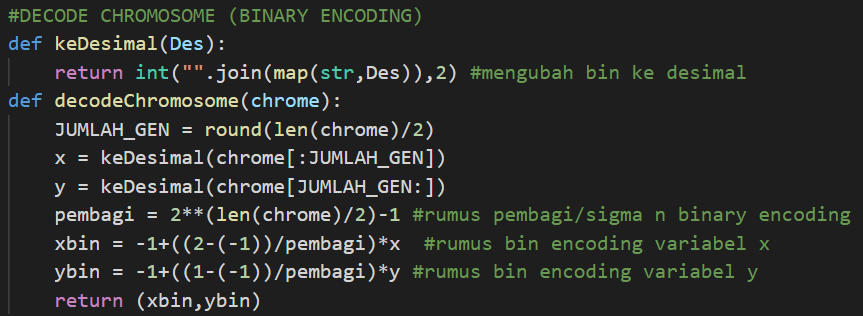 #DECODE CHROMOSOME (BINARY ENCODING)
def keDesimal(Des):
    return int("".join(map(str,Des)),2) #mengubah bin ke desimal
def decodeChromosome(chrome):
    JUMLAH_GEN = round(len(chrome)/2)
    x = keDesimal(chrome[:JUMLAH_GEN])
    y = keDesimal(chrome[JUMLAH_GEN:])
    pembagi = 2**(len(chrome)/2)-1 #rumus pembagi/sigma n binary encoding
    xbin = -1+((2-(-1))/pembagi)*x  #rumus bin encoding variabel x
    ybin = -1+((1-(-1))/pembagi)*y #rumus bin encoding variabel y
    return (xbin,ybin)